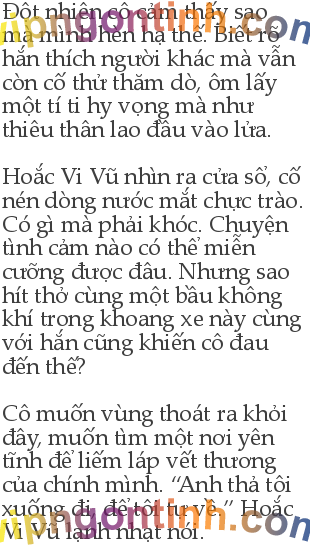 Đột nhiên cô cảm thấy sao
mà mình hèn hạ thế. Biết rõ
hắn thích người khác mà vẫn
còn cố thử thăm dò, ôm lấy
một tí ti hy vọng mà như
thiêu thân lao đầu vào lửa.
Hoắc Vi Vũ nhìn ra cửa sổ, cố
nén dòng nước mắt chực trào.
Có gì mà phải khóc. Chuyện
tình cảm nào có thể miễn
cưỡng được đâu. Nhưng sao
hít thở cùng một bầu không
khí trong khoang xe này cùng
với hắn cũng khiến cô đau
đến thế?
Cô muốn vùng thoát ra khỏi
đây, muốn tìm một nơi yên
tĩnh để liếm láp vết thương
của chính mình. “Anh thả tôi
xuống đi, để tôi tự về.” Hoắc
Vi Vũ lạnh nhạt nói.
vipngontinh.com
vipngontinh.com